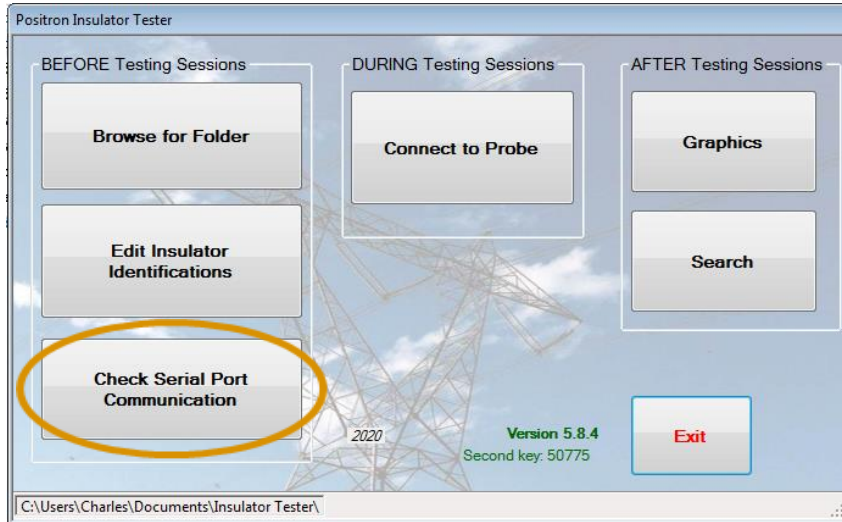 Positron Insulator Tester
BEFORE Testing Sessions
Browse for Folder
Edit Insulator
Identifications
Check Serial Port
Communication
DURING Testing Sessions
Connect to Probe
AFTER Testing Sessions
Graphics
Search
2020
Version 5.8.4
Second key: 50775
Exit
C:\Users\Charles\Documents\Insulator Tester\